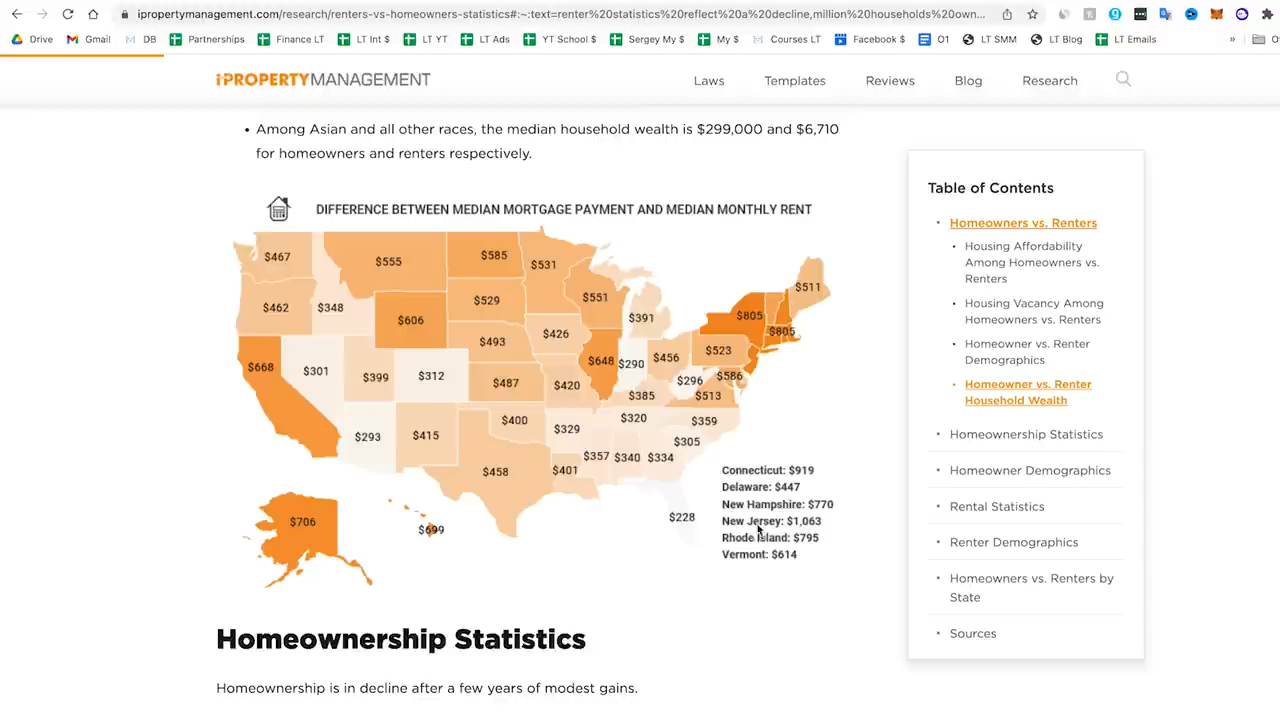 ipropertymanagement.com/research/renters-vs-homeowners-statistics#:~:text=renter%20statistics%20reflect%20a%20decline,million%20households%20own...
Drive Gmail DB Partnerships Finance LT LT Int $ LT YT LT Ads YT School $ Sergey My $ My $ Courses LT Facebook $ O1 LT SMM LT Blog LT Emails »
iPROPERTYMANAGEMENT Laws Templates Reviews Blog Research
• Among Asian and all other races, the median household wealth is $299,000 and $6,710
for homeowners and renters respectively.
DIFFERENCE BETWEEN MEDIAN MORTGAGE PAYMENT AND MEDIAN MONTHLY RENT
$467 $555 $585 $531 $511
$462 $348 $606 $529 $551 $391 $805
$805
$668 $301 $399 $312 $493 $426 $648 $290 $456 $523
$487 $420 $385 $296 $586
$513
$293 $415 $400 $329 $320 $359
$305
$458 $401 $357 $340 $334
$228
$706 $699
Connecticut: $919
Delaware: $447
New Hampshire: $770
New Jersey: $1,063
Rhode Island: $795
Vermont: $614
Homeownership Statistics
Homeownership is in decline after a few years of modest gains.
Table of Contents
• Homeowners vs. Renters
• Housing Affordability
Among Homeowners vs.
Renters
• Housing Vacancy Among
Homeowners vs. Renters
• Homeowner vs. Renter
Demographics
• Homeowner vs. Renter
Household Wealth
• Homeownership Statistics
• Homeowner Demographics
• Rental Statistics
• Renter Demographics
• Homeowners vs. Renters by
State
• Sources